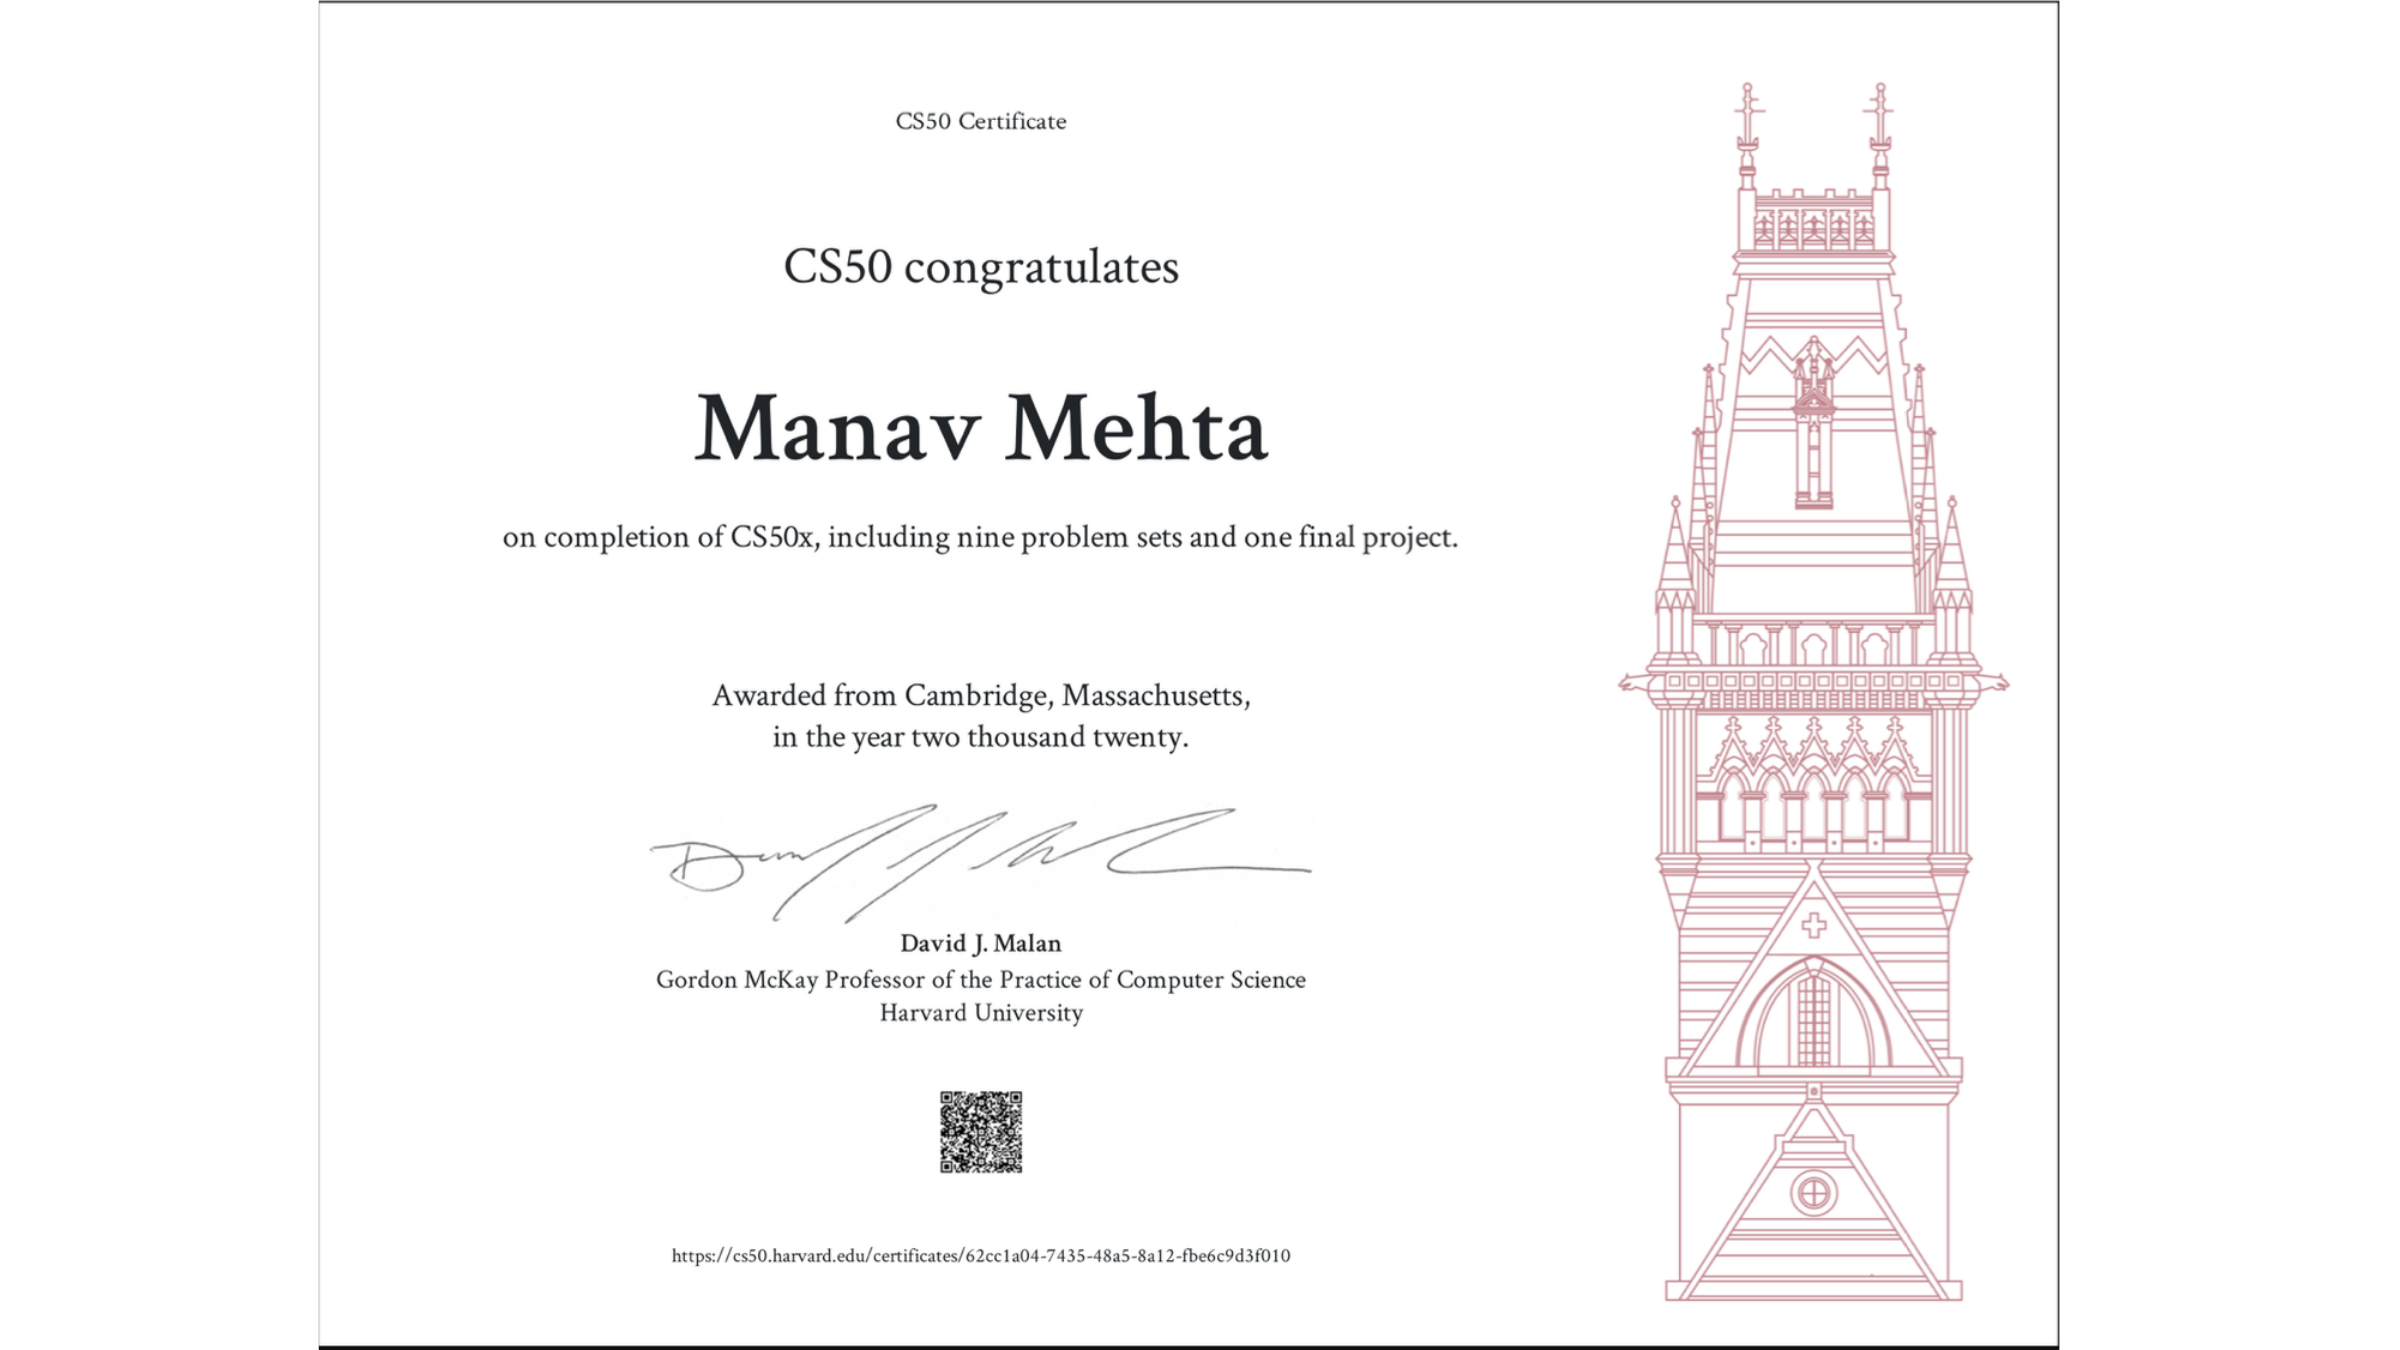 CS50 Certificate
CS50 congratulates
Manav Mehta
on completion of CS50x, including nine problem sets and one final project.
Awarded from Cambridge, Massachusetts,
in the year two thousand twenty.
David J. Malan
Gordon McKay Professor of the Practice of Computer Science
Harvard University
https://cs50.harvard.edu/certificates/62cc1a04-7435-48a5-8a12-fbe6c9d3f010